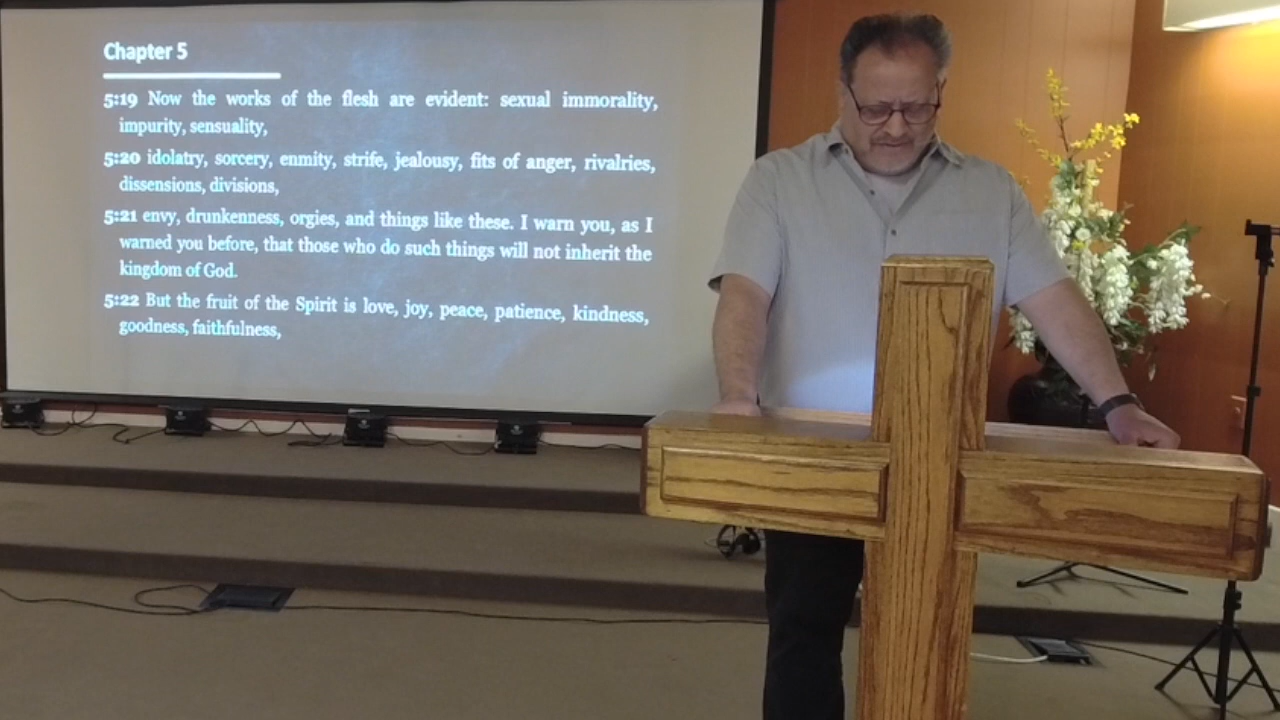 Chapter 5
5:19 Now the works of the flesh are evident: sexual immorality,
impurity, sensuality,
5:20 idolatry, sorcery, enmity, strife, jealousy, fits of anger, rivalries,
dissensions, divisions,
5:21 envy, drunkenness, orgies, and things like these. I warn you, as I
warned you before, that those who do such things will not inherit the
kingdom of God.
5:22 But the fruit of the Spirit is love, joy, peace, patience, kindness,
goodness, faithfulness,